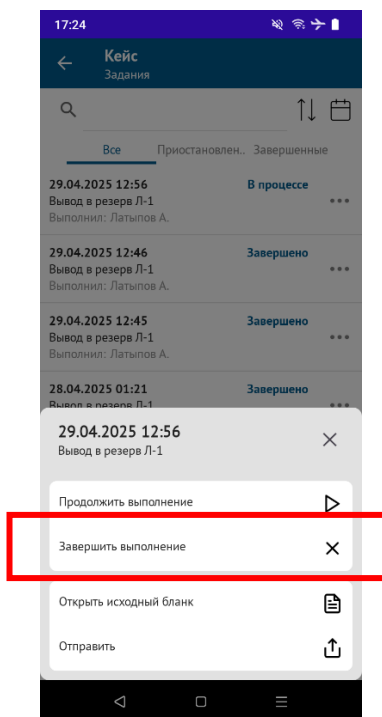 17:24
Кейс
Задания
Все Приостановлен.. Завершенные
29.04.2025 12:56 В процессе
Вывод в резерв Л-1
Выполнил: Латыпов А.
29.04.2025 12:46 Завершено
Вывод в резерв Л-1
Выполнил: Латыпов А.
29.04.2025 12:45 Завершено
Вывод в резерв Л-1
Выполнил: Латыпов А.
28.04.2025 01:21 Завершено
Вывод в резерв Л-1
29.04.2025 12:56
Вывод в резерв Л-1
Продолжить выполнение
Завершить выполнение
Открыть исходный бланк
Отправить